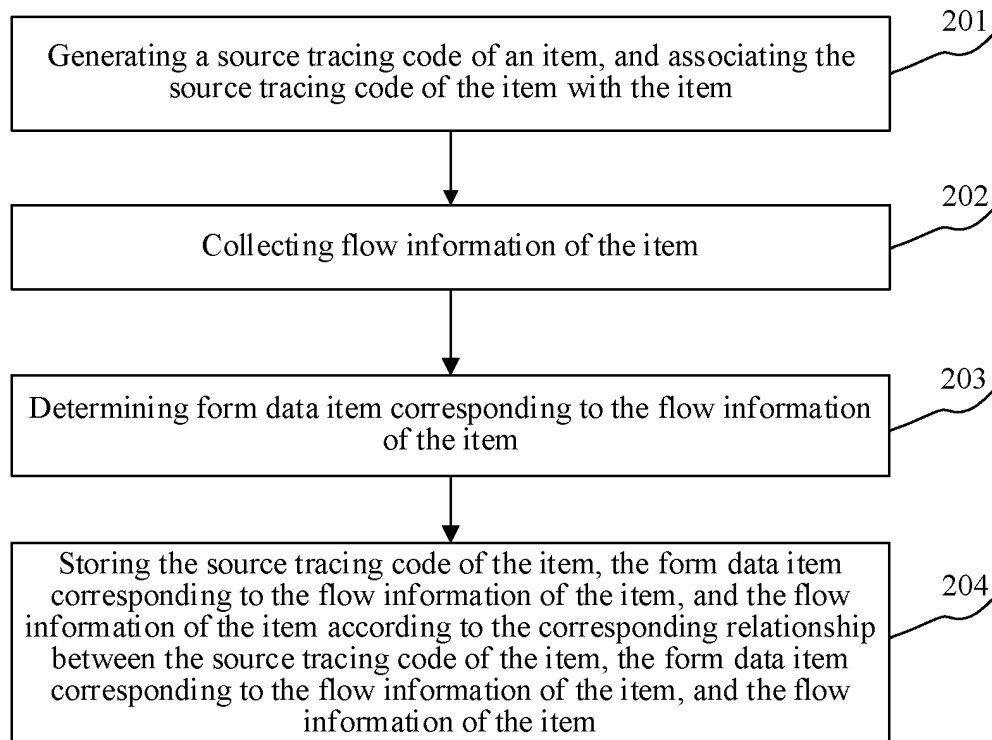 201
Generating a source tracing code of an item, and associating the
source tracing code of the item with the item
202
Collecting flow information of the item
203
Determining form data item corresponding to the flow information
of the item
204
Storing the source tracing code of the item, the form data item
corresponding to the flow information of the item, and the flow
information of the item according to the corresponding relationship
between the source tracing code of the item, the form data item
corresponding to the flow information of the item, and the flow
information of the item